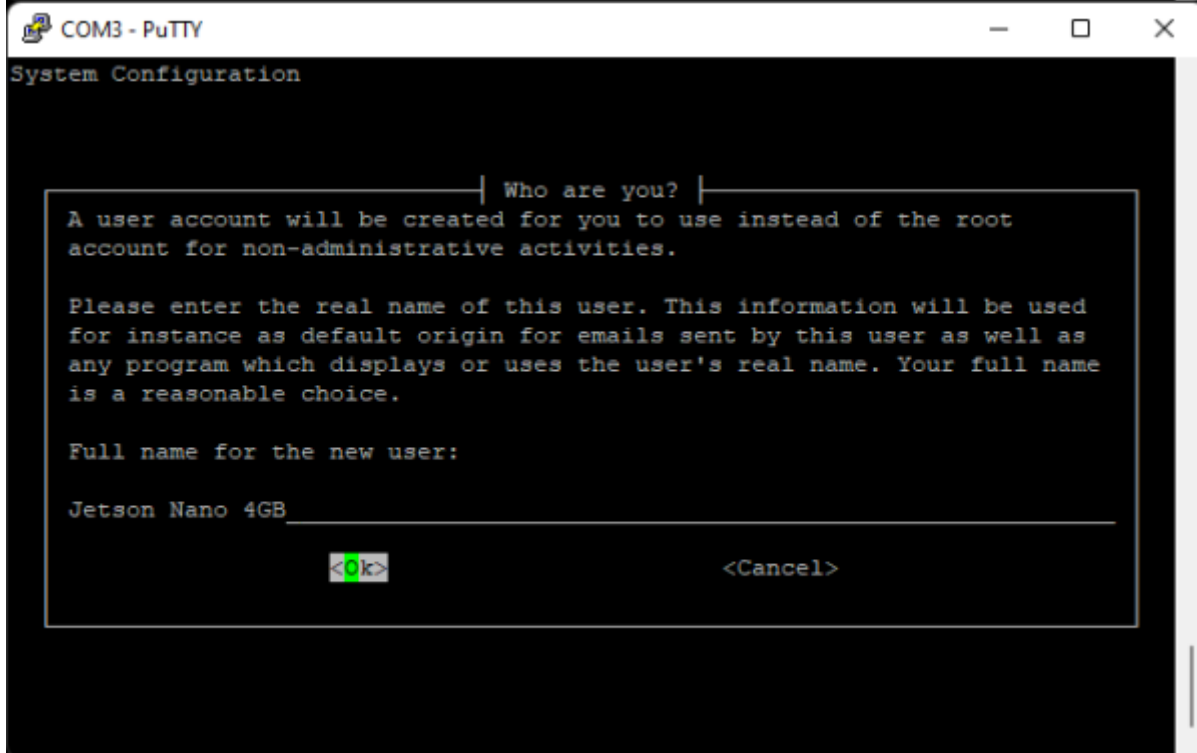 COM3 - PuTTY
System Configuration
Who are you?
A user account will be created for you to use instead of the root
account for non-administrative activities.
Please enter the real name of this user. This information will be used
for instance as default origin for emails sent by this user as well as
any program which displays or uses the user's real name. Your full name
is a reasonable choice.
Full name for the new user:
Jetson Nano 4GB
<Ok> <Cancel>